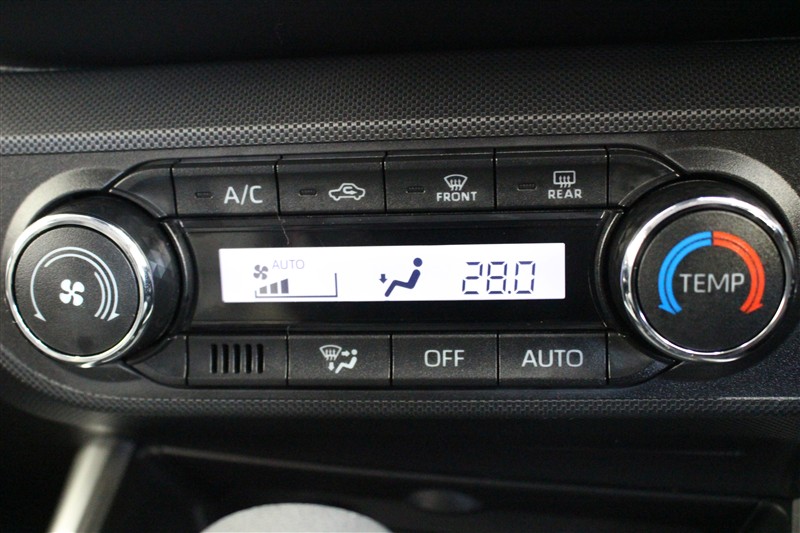 A/C
FRONT
REAR
AUTO
28.0
TEMP
OFF
AUTO